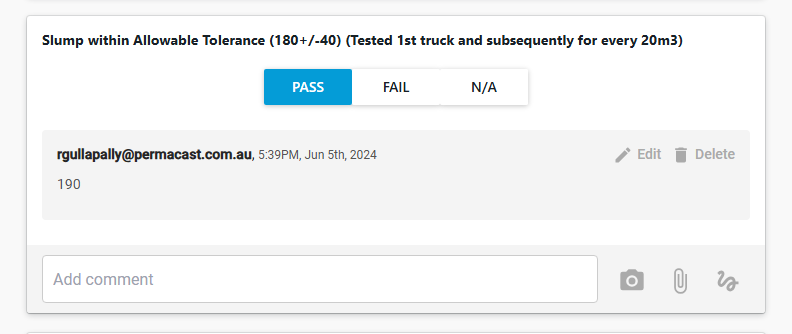 Slump within Allowable Tolerance (180+/-40) (Tested 1st truck and subsequently for every 20m3)
PASS FAIL N/A
rgullapally@permacast.com.au, 5:39PM, Jun 5th, 2024 Edit Delete
190
Add comment